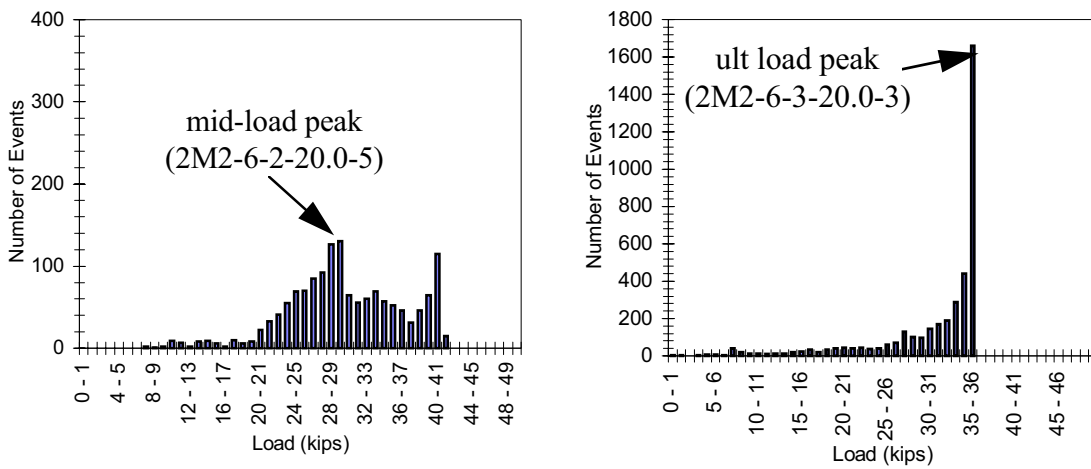 400
300
200
100
0
Number of Events
mid-load peak
(2M2-6-2-20.0-5)
0 - 1
4 - 5
8 - 9
12 - 13
16 - 17
20 - 21
24 - 25
28 - 29
32 - 33
36 - 37
40 - 41
44 - 45
48 - 49
Load (kips)
1800
1600
1400
1200
1000
800
600
400
200
0
Number of Events
ult load peak
(2M2-6-3-20.0-3)
0 - 1
5 - 6
10 - 11
15 - 16
20 - 21
25 - 26
30 - 31
35 - 36
40 - 41
45 - 46
Load (kips)